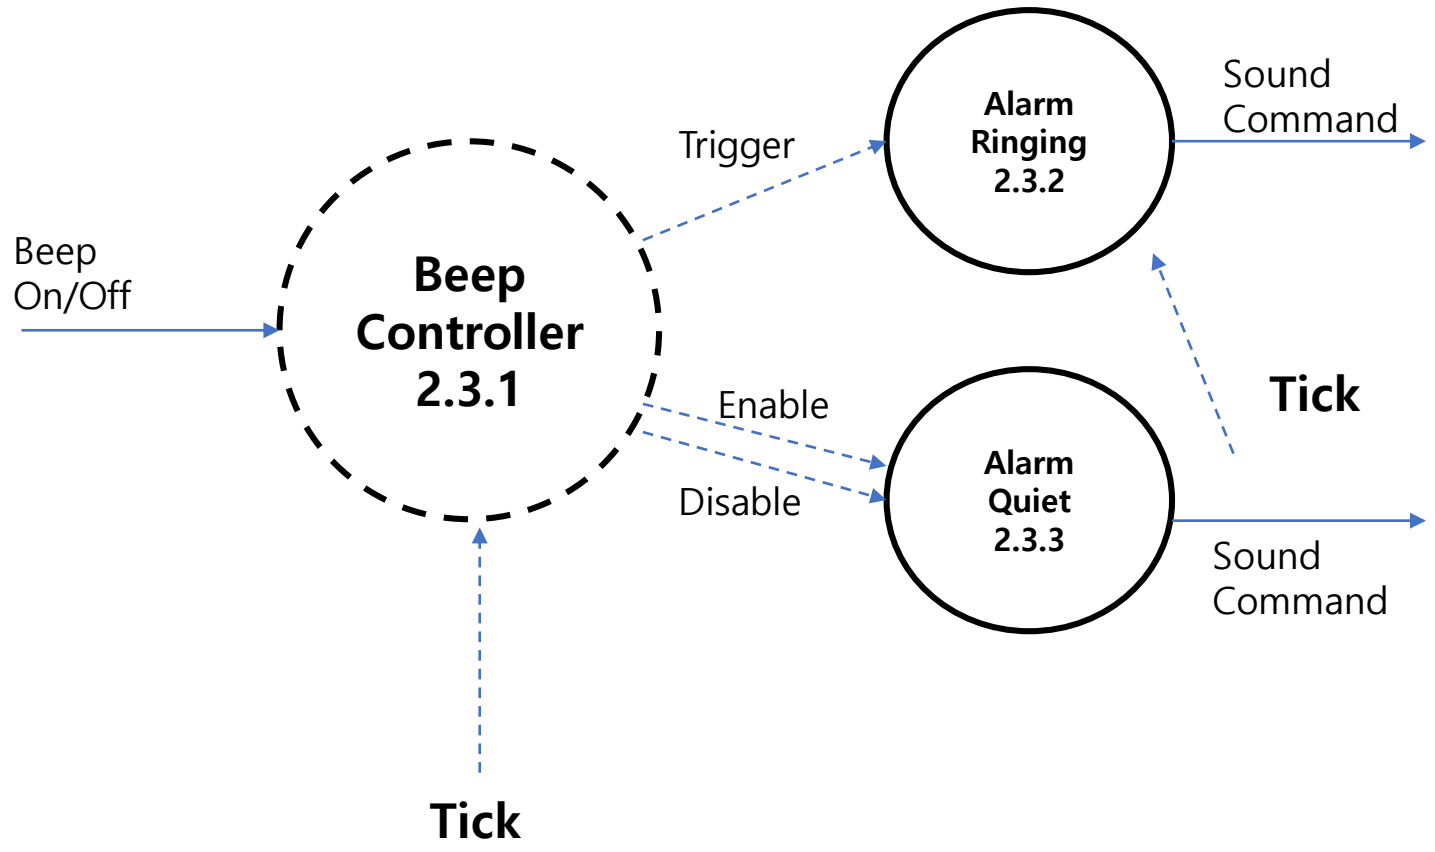 Sound
Command
Alarm
Ringing
2.3.2
Trigger
Beep
On/Off
Beep
Controller
2.3.1
Enable
Disable
Tick
Alarm
Quiet
2.3.3
Sound
Command
Tick